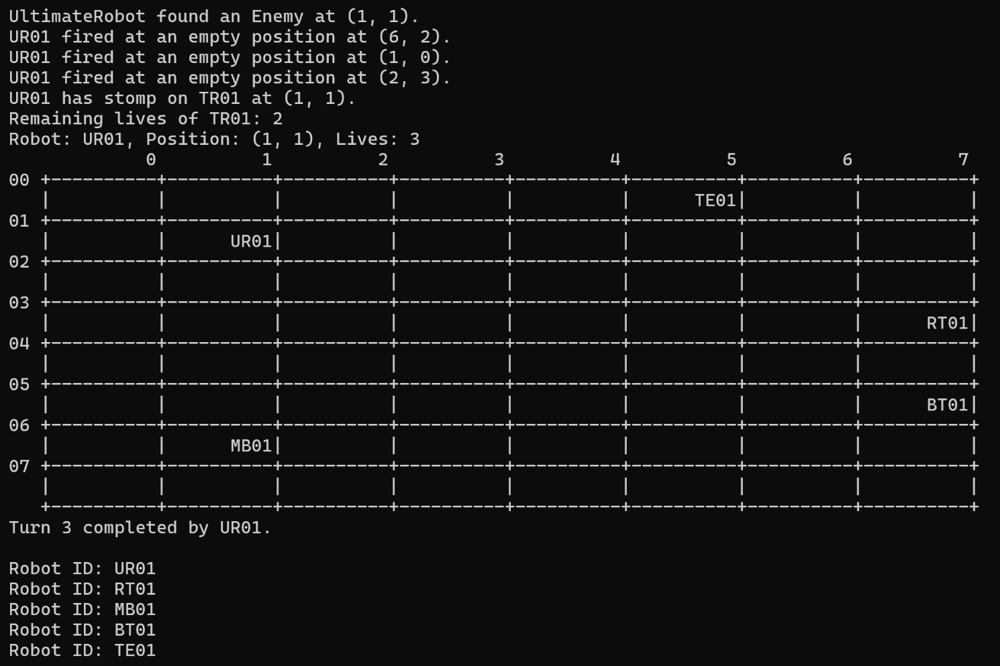 UltimateRobot found an Enemy at (1, 1).
UR01 fired at an empty position at (6, 2).
UR01 fired at an empty position at (1, 0).
UR01 fired at an empty position at (2, 3).
UR01 has stomp on TR01 at (1, 1).
Remaining lives of TR01: 2
Robot: UR01, Position: (1, 1), Lives: 3
          0          1          2          3          4          5          6          7
00 +----------+----------+----------+----------+----------+----------+----------+----------+
   |          |          |          |          |          |      TE01|          |          |
01 +----------+----------+----------+----------+----------+----------+----------+----------+
   |          |      UR01|          |          |          |          |          |          |
02 +----------+----------+----------+----------+----------+----------+----------+----------+
   |          |          |          |          |          |          |          |          |
03 +----------+----------+----------+----------+----------+----------+----------+----------+
   |          |          |          |          |          |          |          |      RT01|
04 +----------+----------+----------+----------+----------+----------+----------+----------+
   |          |          |          |          |          |          |          |          |
05 +----------+----------+----------+----------+----------+----------+----------+----------+
   |          |          |          |          |          |          |          |      BT01|
06 +----------+----------+----------+----------+----------+----------+----------+----------+
   |          |      MB01|          |          |          |          |          |          |
07 +----------+----------+----------+----------+----------+----------+----------+----------+
   |          |          |          |          |          |          |          |          |
   +----------+----------+----------+----------+----------+----------+----------+----------+
Turn 3 completed by UR01.

Robot ID: UR01
Robot ID: RT01
Robot ID: MB01
Robot ID: BT01
Robot ID: TE01